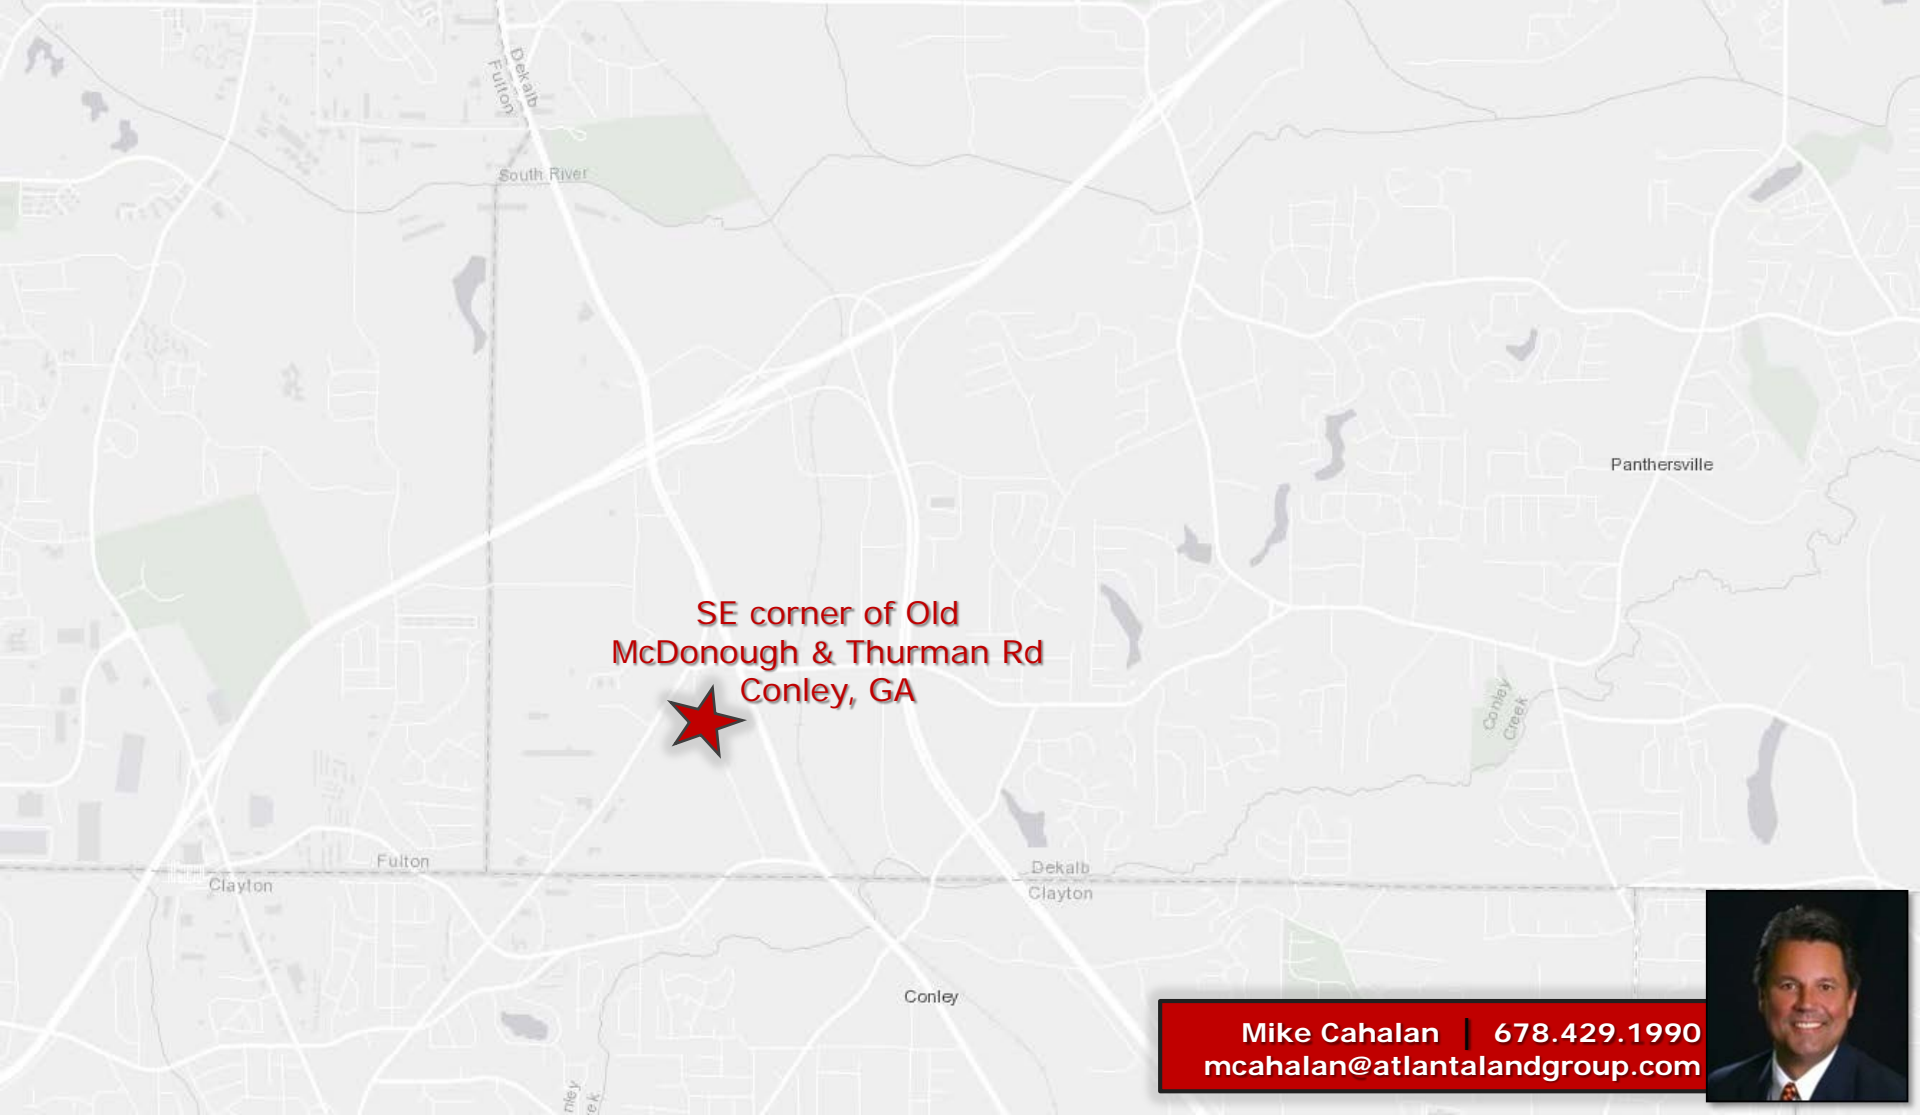 Dekalb
Fulton
South River
Panthersville
SE corner of Old
McDonough & Thurman Rd
Conley, GA
Conley
Creek
Fulton
Clayton
Dekalb
Clayton
Conley
Mike Cahalan | 678.429.1990
mcahalan@atlantalandgroup.com